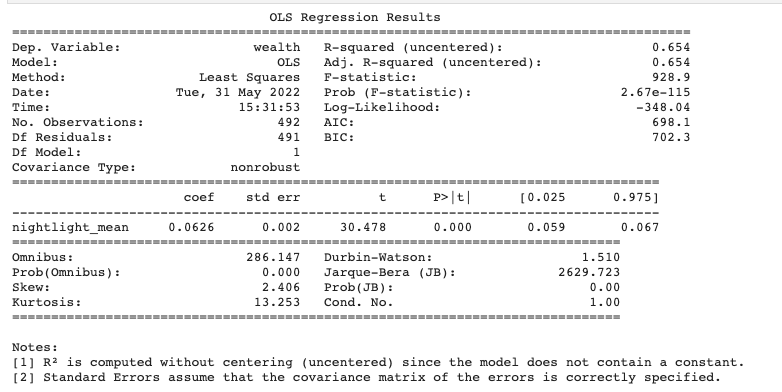 OLS Regression Results
==============================================================================
Dep. Variable: wealth R-squared (uncentered): 0.654
Model: OLS Adj. R-squared (uncentered): 0.654
Method: Least Squares F-statistic: 928.9
Date: Tue, 31 May 2022 Prob (F-statistic): 2.67e-115
Time: 15:31:53 Log-Likelihood: -348.04
No. Observations: 492 AIC: 698.1
Df Residuals: 491 BIC: 702.3
Df Model: 1
Covariance Type: nonrobust
==============================================================================
coef std err t P>|t| [0.025 0.975]
------------------------------------------------------------------------------
nightlight_mean 0.0626 0.002 30.478 0.000 0.059 0.067
==============================================================================
Omnibus: 286.147 Durbin-Watson: 1.510
Prob(Omnibus): 0.000 Jarque-Bera (JB): 2629.723
Skew: 2.406 Prob(JB): 0.00
Kurtosis: 13.253 Cond. No. 1.00
==============================================================================
Notes:
[1] R² is computed without centering (uncentered) since the model does not contain a constant.
[2] Standard Errors assume that the covariance matrix of the errors is correctly specified.